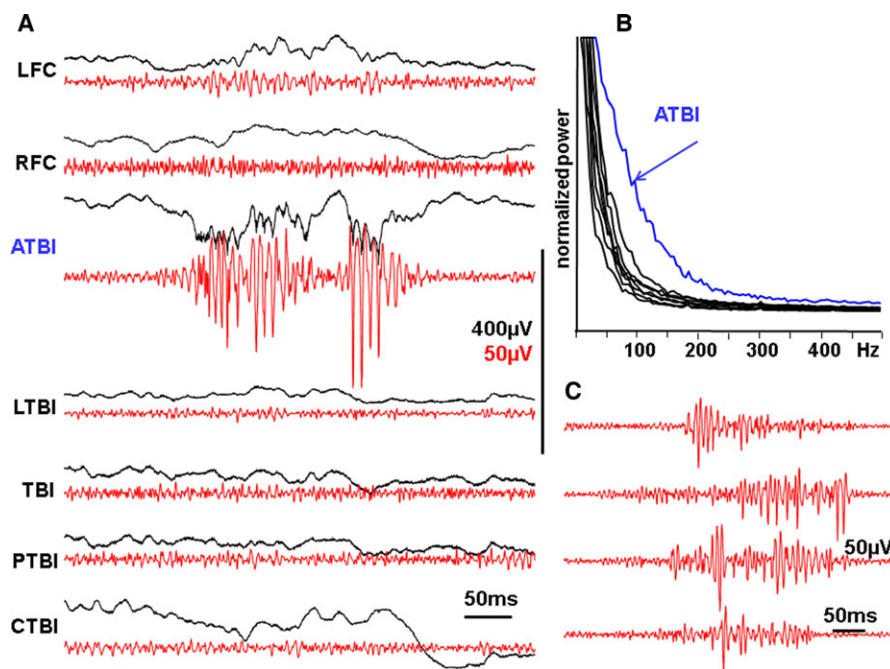 A
LFC
RFC
ATBI
400µV
50µV
LTBI
TBI
PTBI
CTBI
50ms
B
ATBI
normalized power
100 200 300 400 Hz
C
50µV
50ms